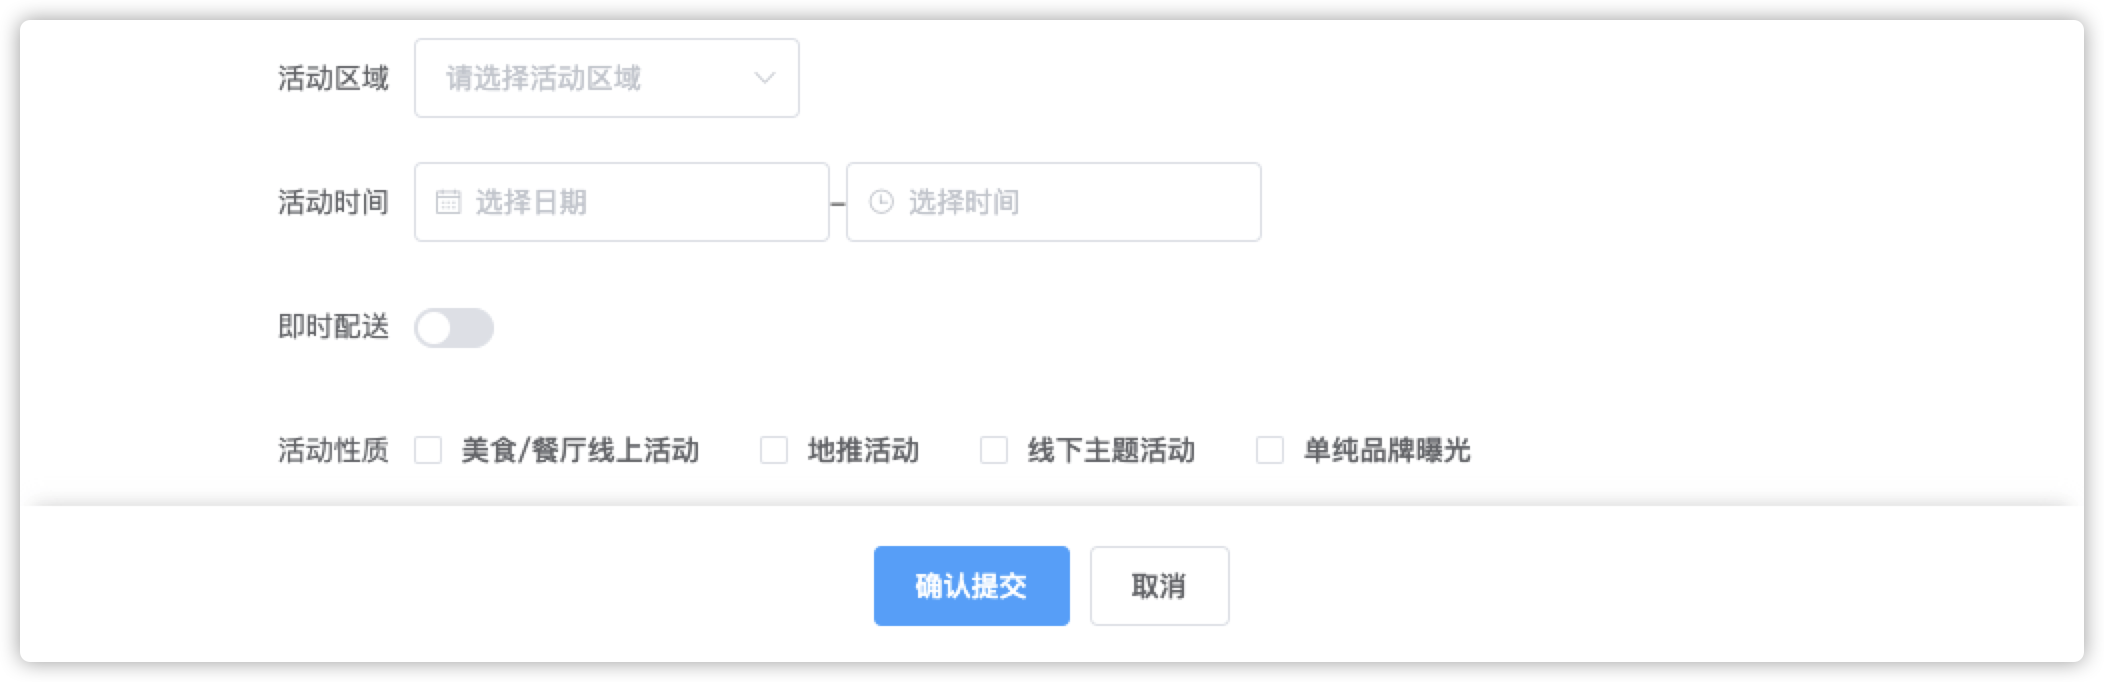 活动区域 请选择活动区域
活动时间 选择日期 - 选择时间
即时配送
活动性质 美食/餐厅线上活动 地推活动 线下主题活动 单纯品牌曝光
确认提交 取消